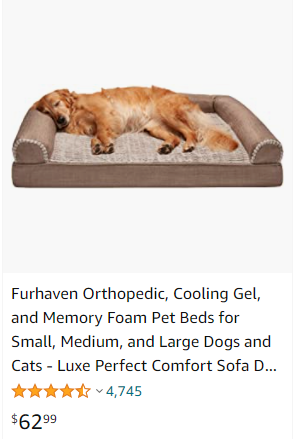 Furhaven Orthopedic, Cooling Gel,
and Memory Foam Pet Beds for
Small, Medium, and Large Dogs and
Cats - Luxe Perfect Comfort Sofa D...
4,745
$62.99